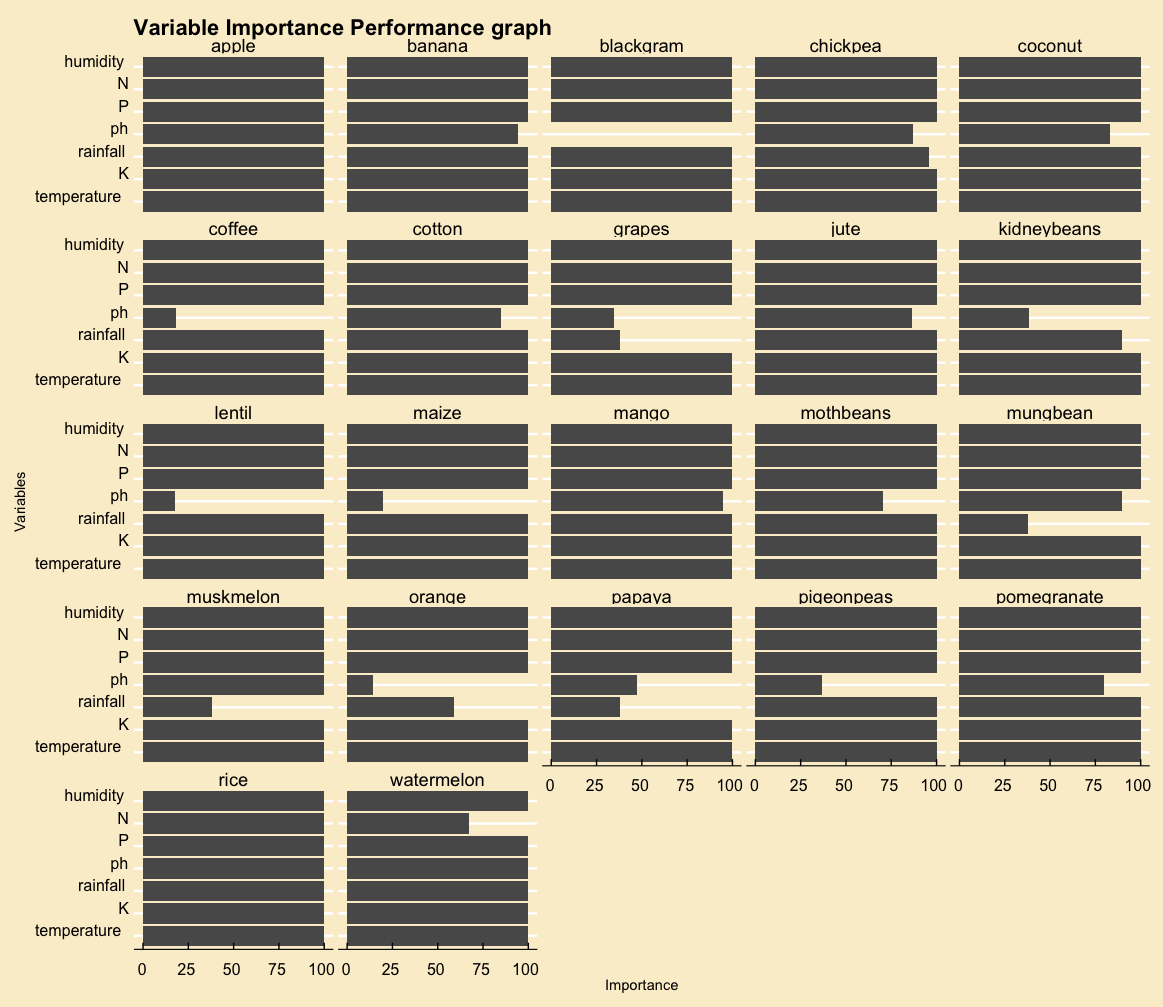 Variable Importance Performance graph
apple banana blackgram chickpea coconut
humidity
N
P
ph
rainfall
K
temperature
coffee cotton grapes jute kidneybeans
humidity
N
P
ph
rainfall
K
temperature
lentil maize mango mothbeans mungbean
humidity
N
P
ph
rainfall
K
temperature
Variables
muskmelon orange papaya pigeonpeas pomegranate
humidity
N
P
ph
rainfall
K
temperature
0 25 50 75 100 0 25 50 75 100 0 25 50 75 100
rice watermelon
humidity
N
P
ph
rainfall
K
temperature
0 25 50 75 100 0 25 50 75 100
Importance